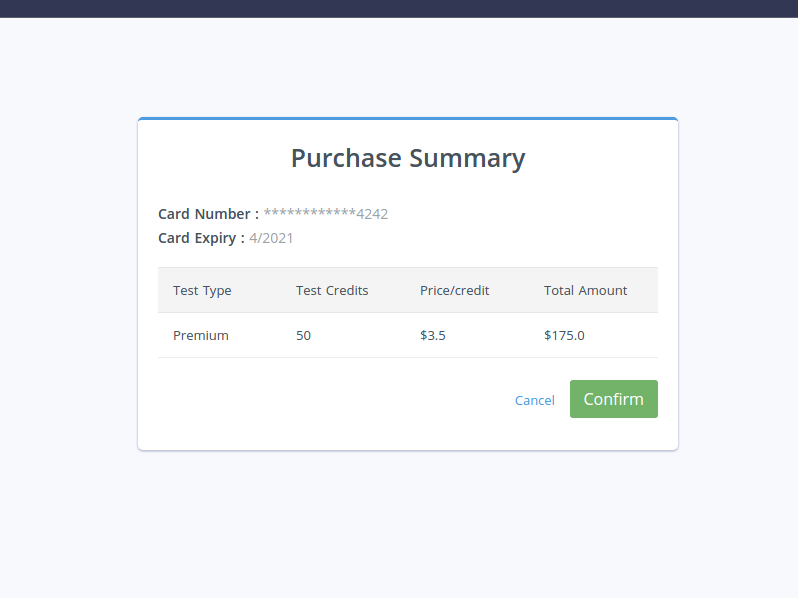 Purchase Summary
Card Number : ************4242
Card Expiry : 4/2021
Test Type Test Credits Price/credit Total Amount
Premium 50 $3.5 $175.0
Cancel Confirm